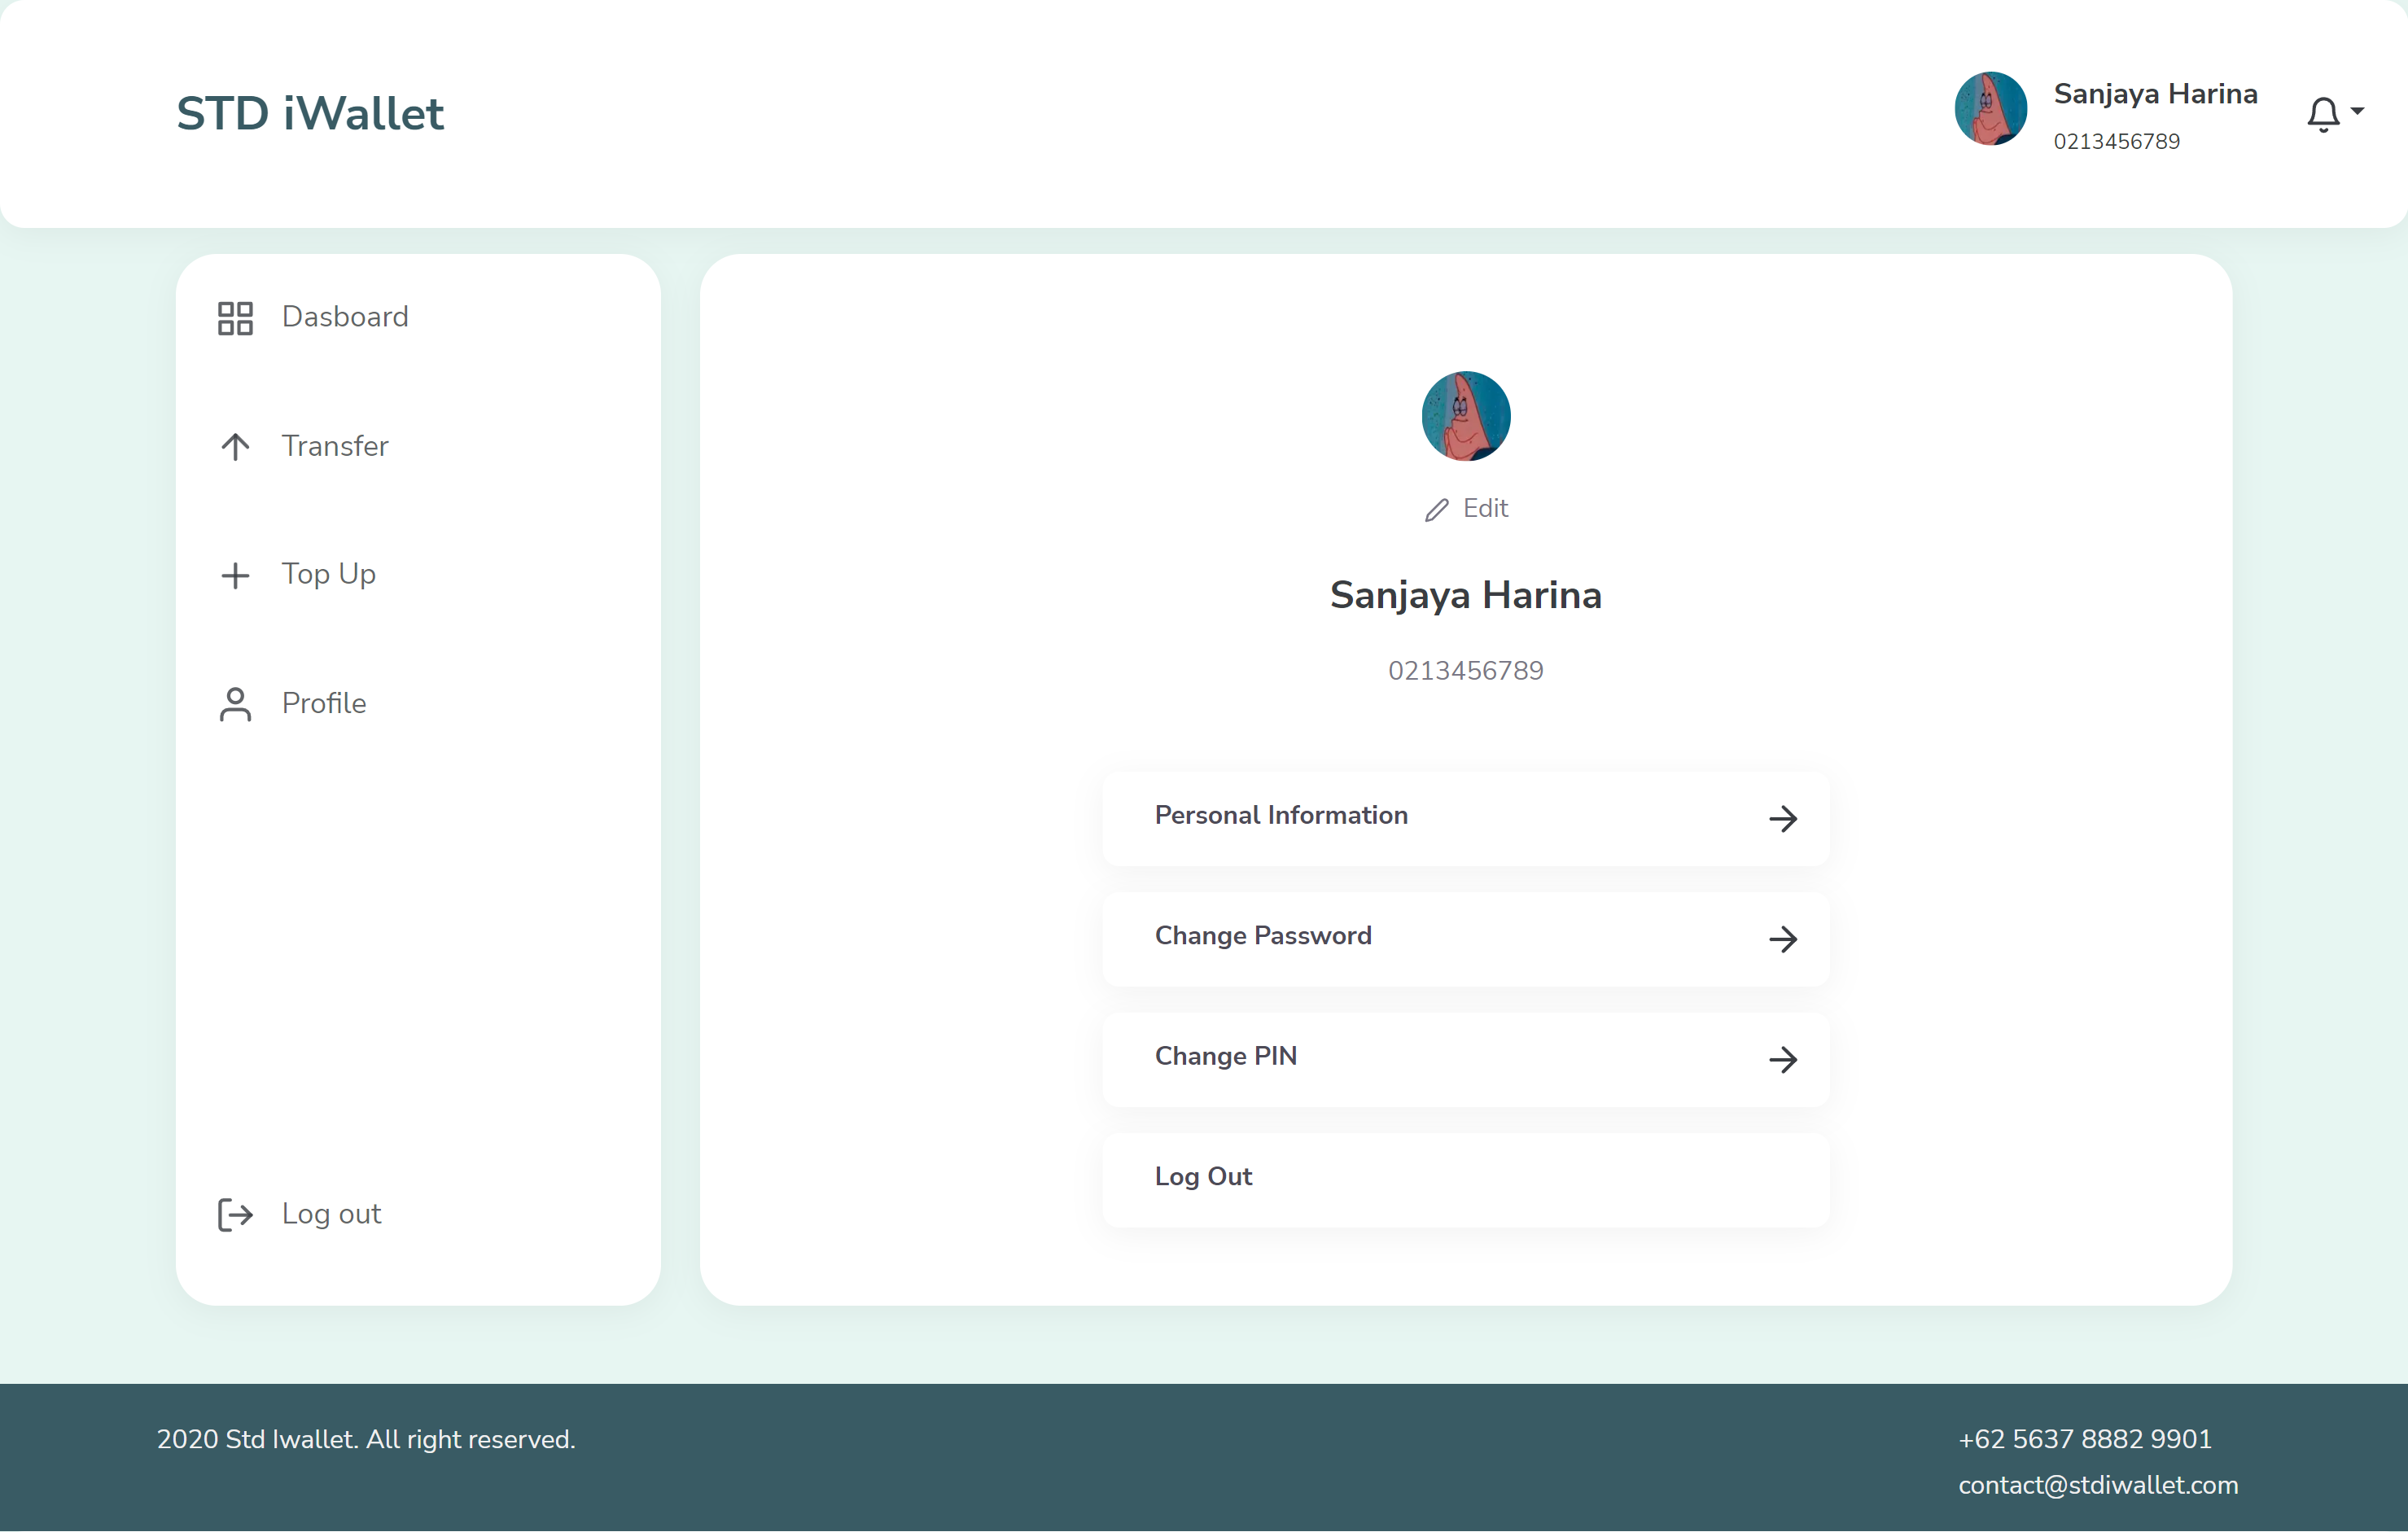 STD iWallet
Sanjaya Harina
0213456789
Dasboard
Transfer
Top Up
Profile
Log out
Edit
Sanjaya Harina
0213456789
Personal Information
Change Password
Change PIN
Log Out
2020 Std Iwallet. All right reserved.
+62 5637 8882 9901
contact@stdiwallet.com